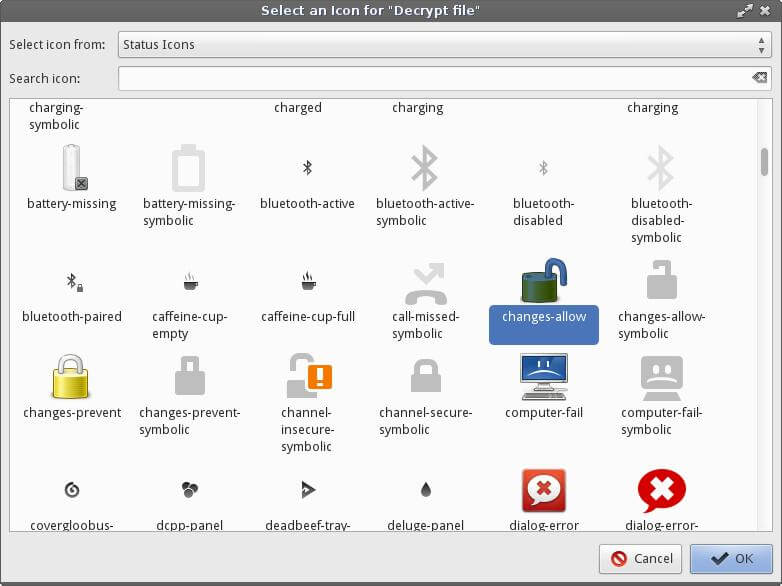 Select an Icon for "Decrypt file"
Select icon from:
Status Icons
Search icon:
charging-
symbolic
charged
charging
charging
battery-missing
battery-missing-
symbolic
bluetooth-active
bluetooth-active-
symbolic
bluetooth-
disabled
bluetooth-
disabled-
symbolic
bluetooth-paired
caffeine-cup-
empty
caffeine-cup-full
call-missed-
symbolic
changes-allow
changes-allow-
symbolic
changes-prevent
changes-prevent-
symbolic
channel-
insecure-
symbolic
channel-secure-
symbolic
computer-fail
computer-fail-
symbolic
covergloobus-
dcpp-panel
deadbeef-tray-
deluge-panel
dialog-error
dialog-error-
Cancel
OK